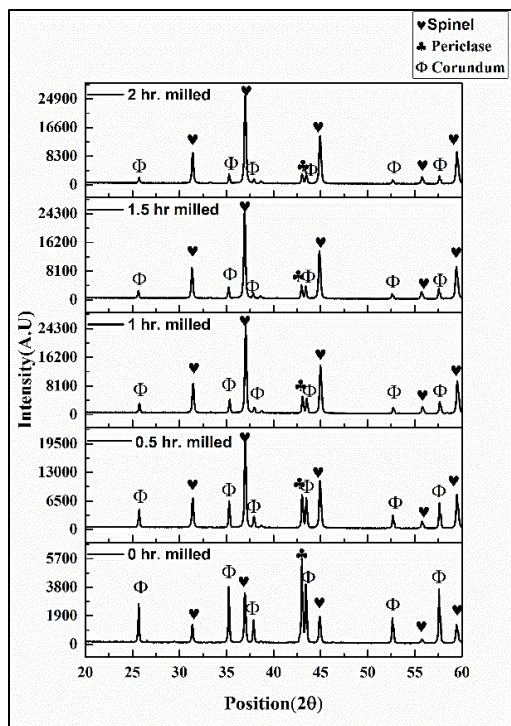 ♥Spinel
♣ Periclase
Φ Corundum
Intensity(A.U)
2 hr. milled
24900
16600
8300
0
Φ ♥ Φ ♥ Φ ♣ Φ ♥ Φ ♥ Φ ♥
1.5 hr milled
24300
16200
8100
0
Φ ♥ Φ ♥ Φ ♣ Φ ♥ Φ ♥ Φ ♥
1 hr. milled
24300
16200
8100
0
Φ ♥ Φ ♥ Φ ♣ Φ ♥ Φ ♥ Φ ♥
0.5 hr. milled
19500
13000
6500
0
Φ ♥ Φ ♥ Φ ♣ Φ ♥ Φ ♥ Φ ♥
0 hr. milled
5700
3800
1900
0
Φ ♥ Φ ♥ Φ ♣ Φ ♥ Φ ♥ Φ ♥
20 25 30 35 40 45 50 55 60
Position(2θ)